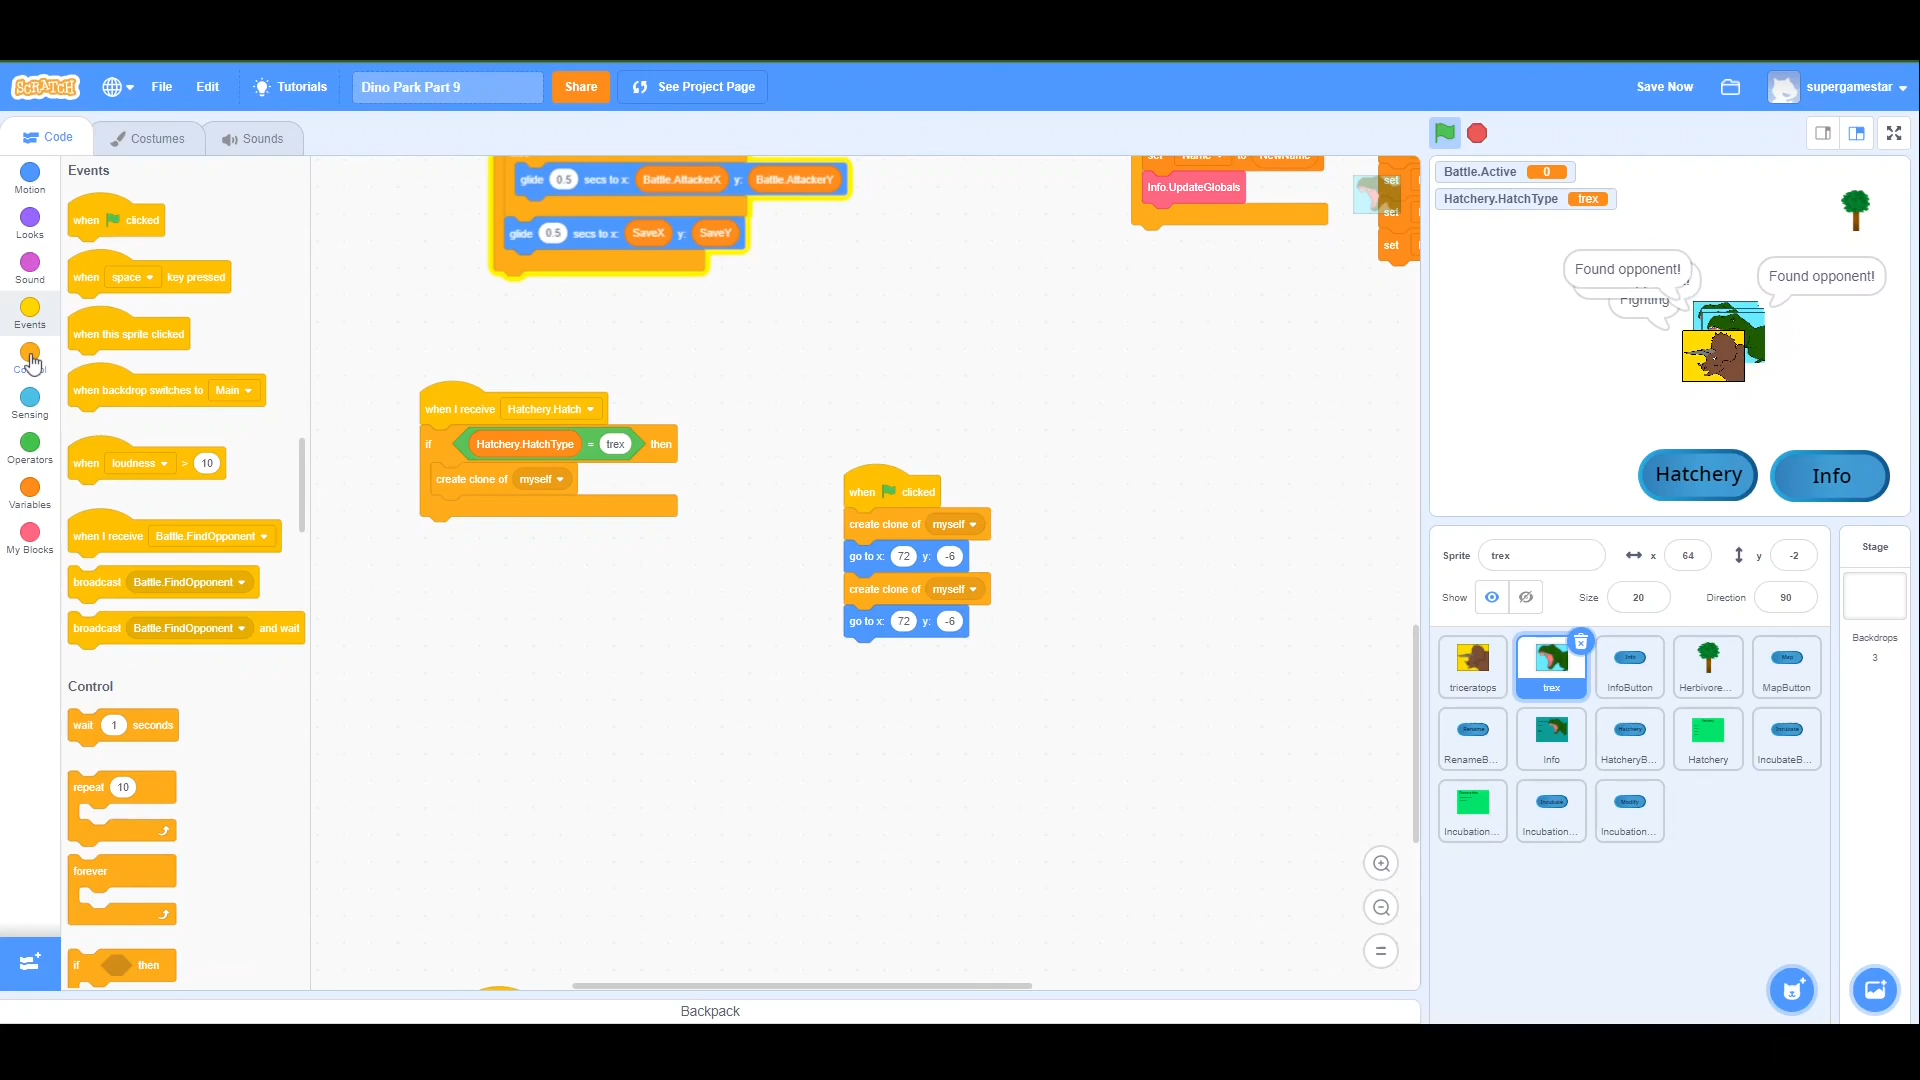 SCRATCH
File
Edit
Tutorials
Dino Park Part 9
Share
See Project Page
Save Now
supergamestar
Code
Costumes
Sounds
Motion
Looks
Sound
Events
Control
Sensing
Operators
Variables
My Blocks
Events
when clicked
when space key pressed
when this sprite clicked
when backdrop switches to Main
when loudness > 10
when I receive Battle.FindOpponent
broadcast Battle.FindOpponent
broadcast Battle.FindOpponent and wait
Control
wait 1 seconds
repeat 10
forever
if then
glide 0.5 secs to x: Battle.AttackerX y: Battle.AttackerY
glide 0.5 secs to x: SaveX y: SaveY
when I receive Hatchery.Hatch
if Hatchery.HatchType = trex then
create clone of myself
when clicked
create clone of myself
go to x: 72 y: -6
create clone of myself
go to x: 72 y: -6
set Name to NewName
Info.UpdateGlobals
set
set
set
Battle.Active 0
Hatchery.HatchType trex
Found opponent!
Fighting
Found opponent!
Hatchery
Info
Sprite trex
x 64
y -2
Show
Size 20
Direction 90
triceratops
trex
InfoButton
Herbivore...
MapButton
RenameB...
Info
HatcheryB...
Hatchery
IncubateB...
Incubation...
Incubation...
Incubation...
Stage
Backdrops
3
Backpack